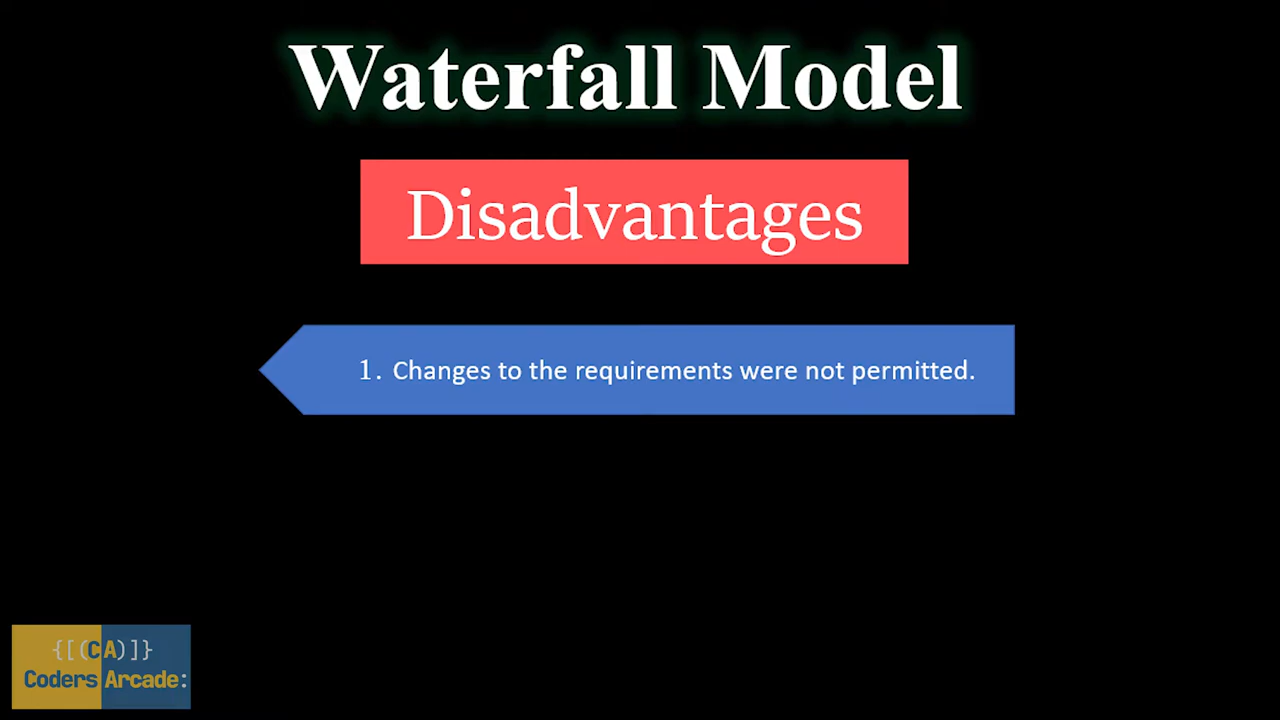 Waterfall Model
Disadvantages
1. Changes to the requirements were not permitted.
{[(CA)]}
Coders Arcade: